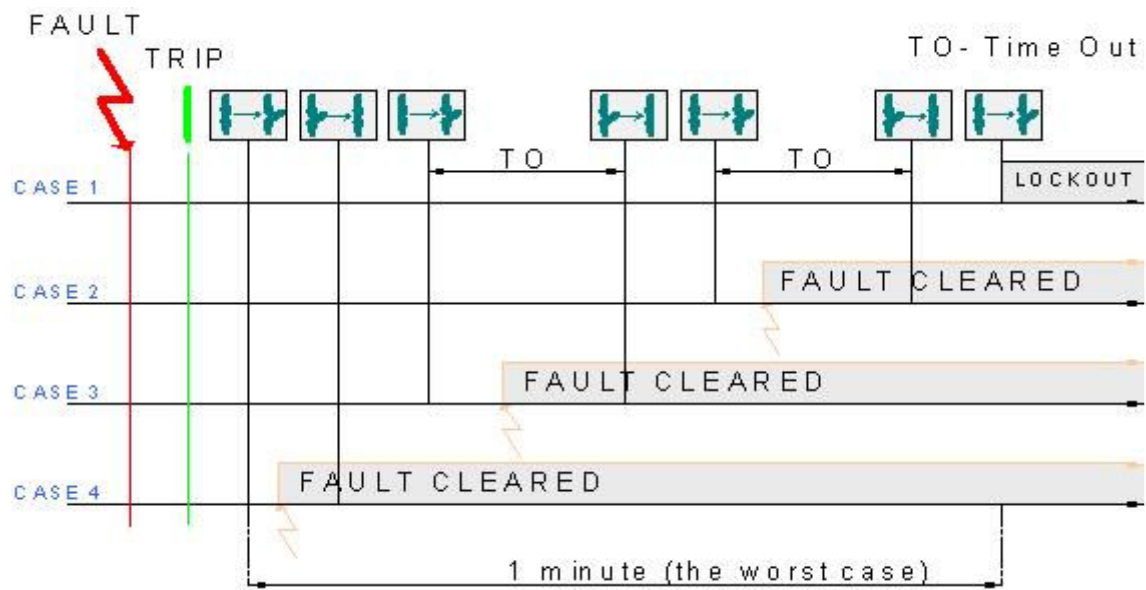 FAULT
TRIP
TO- Time Out
TO
TO
CASE 1
LOCKOUT
CASE 2
FAULT CLEARED
CASE 3
FAULT CLEARED
CASE 4
FAULT CLEARED
1 minute (the worst case)